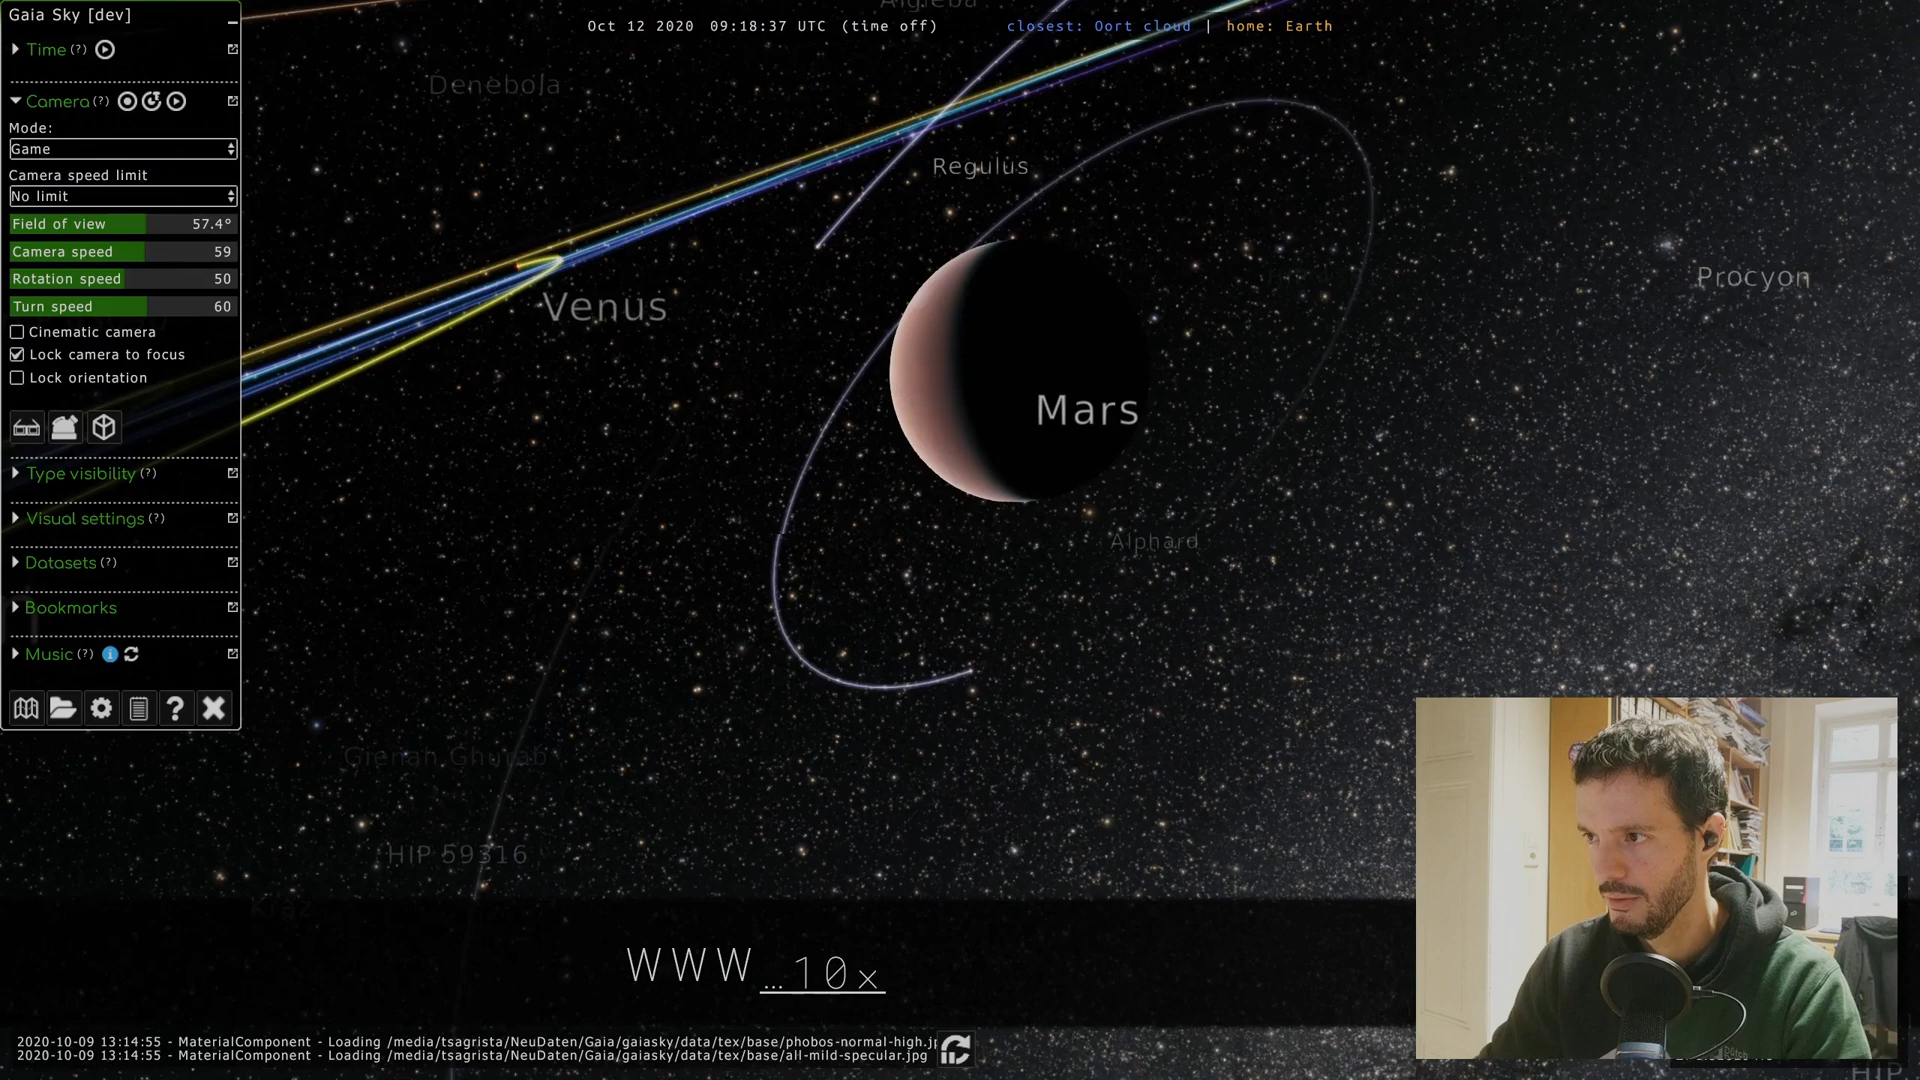 Gaia Sky [dev]
Time (?)
Camera (?)
Mode:
Game
Camera speed limit
No limit
Field of view 57.4°
Camera speed 59
Rotation speed 50
Turn speed 60
Cinematic camera
Lock camera to focus
Lock orientation
Type visibility (?)
Visual settings (?)
Datasets (?)
Bookmarks
Music (?)
Algieba
Oct 12 2020 09:18:37 UTC (time off)
closest: Oort cloud | home: Earth
Denebola
Regulus
Procyon
Venus
Mars
Alphard
Gienah Ghurab
HIP 59316
Kraz
WWW…10x
2020-10-09 13:14:55 - MaterialComponent - Loading /media/tsagrista/NeuDaten/Gaia/gaiasky/data/tex/base/phobos-normal-high.j
2020-10-09 13:14:55 - MaterialComponent - Loading /media/tsagrista/NeuDaten/Gaia/gaiasky/data/tex/base/all-mild-specular.jpg
HIP